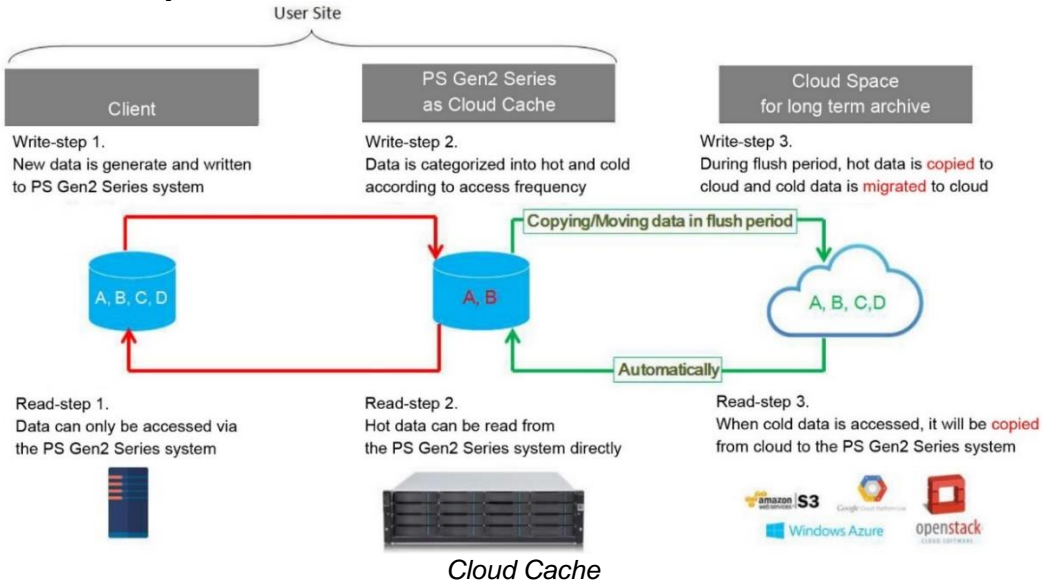 User Site
Client
PS Gen2 Series
as Cloud Cache
Cloud Space
for long term archive
Write-step 1.
New data is generate and written
to PS Gen2 Series system
Write-step 2.
Data is categorized into hot and cold
according to access frequency
Write-step 3.
During flush period, hot data is copied to
cloud and cold data is migrated to cloud
Copying/Moving data in flush period
A, B, C, D
A, B
A, B, C,D
Automatically
Read-step 1.
Data can only be accessed via
the PS Gen2 Series system
Read-step 2.
Hot data can be read from
the PS Gen2 Series system directly
Read-step 3.
When cold data is accessed, it will be copied
from cloud to the PS Gen2 Series system
amazon
web services
S3
Google Cloud Platform
Windows Azure
openstack
CLOUD SOFTWARE
Cloud Cache